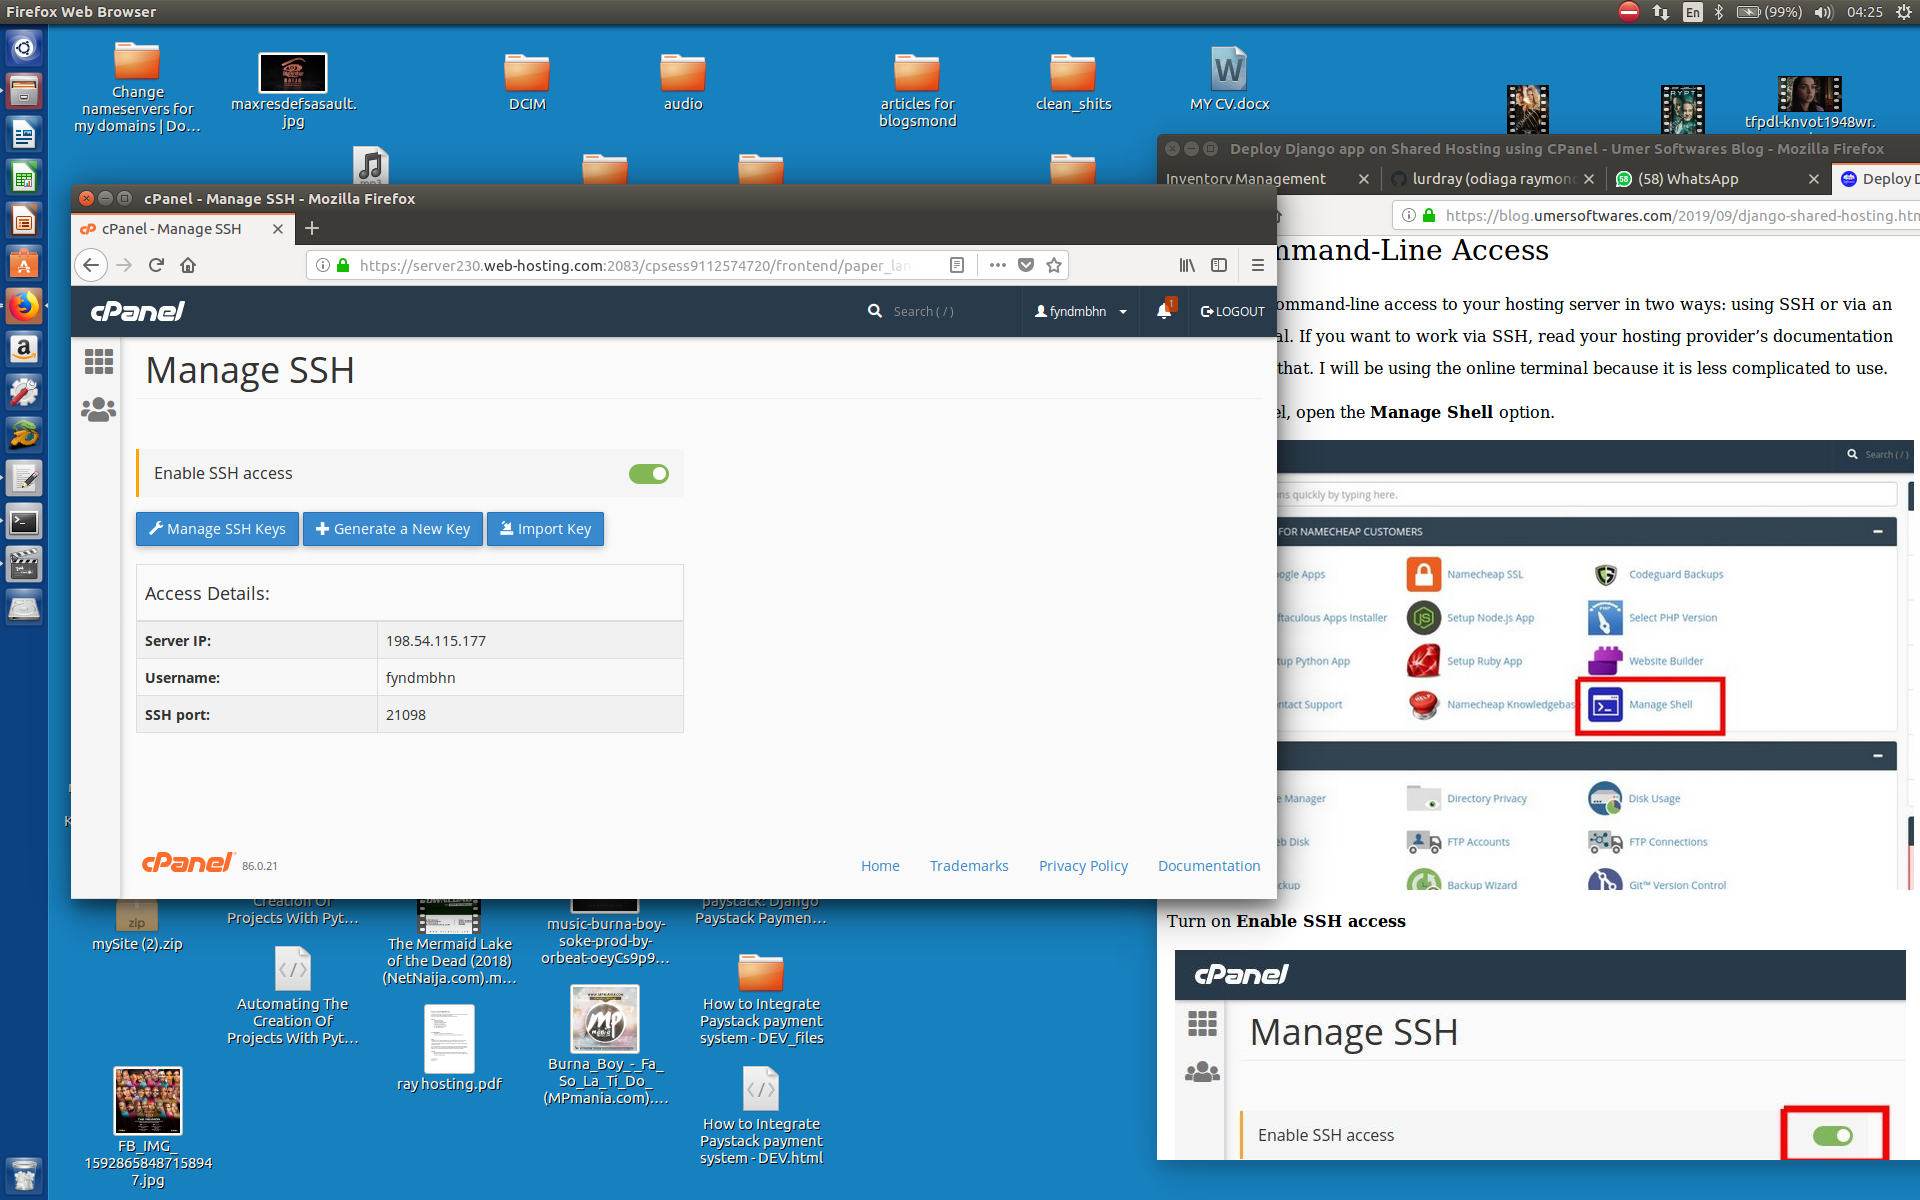 Firefox Web Browser
En
(99%)
04:25
Change
nameservers for
my domains | Do...
maxresdefsasault.
jpg
DCIM
audio
articles for
blogsmond
clean_shits
W
MY CV.docx
tfpdl-knvot1948wr.
Deploy Django app on Shared Hosting using CPanel - Umer Softwares Blog - Mozilla Firefox
Inventory Management
lurdray (odiaga raymon
(58) WhatsApp
Deploy D
https://blog.umersoftwares.com/2019/09/django-shared-hosting.htm
cPanel - Manage SSH - Mozilla Firefox
cPanel - Manage SSH
https://server230.web-hosting.com:2083/cpsess9112574720/frontend/paper_lan
cPanel
Search ( / )
fyndmbhn
1
LOGOUT
Manage SSH
Enable SSH access
Manage SSH Keys
Generate a New Key
Import Key
Access Details:
Server IP:
198.54.115.177
Username:
fyndmbhn
SSH port:
21098
cPanel
86.0.21
Home
Trademarks
Privacy Policy
Documentation
mmand-Line Access
ommand-line access to your hosting server in two ways: using SSH or via an
al. If you want to work via SSH, read your hosting provider's documentation
that. I will be using the online terminal because it is less complicated to use.
el, open the Manage Shell option.
Search ( / )
ns quickly by typing here.
FOR NAMECHEAP CUSTOMERS
ogle Apps
Namecheap SSL
Codeguard Backups
ftaculous Apps Installer
Setup Node.js App
Select PHP Version
tup Python App
Setup Ruby App
Website Builder
ntact Support
Namecheap Knowledgebas
Manage Shell
e Manager
Directory Privacy
Disk Usage
eb Disk
FTP Accounts
FTP Connections
ckup
Backup Wizard
Git™ Version Control
Turn on Enable SSH access
cPanel
Manage SSH
Enable SSH access
zip
mySite (2).zip
Creation Of
Projects With Pyt...
Automating The
Creation Of
Projects With Pyt...
The Mermaid Lake
of the Dead (2018)
(NetNaija.com).m...
ray hosting.pdf
music-burna-boy-
soke-prod-by-
orbeat-oeyCs9p9...
Burna_Boy_-_Fa_
So_La_Ti_Do_
(MPmania.com)....
paystack: Django
Paystack Paymen...
How to Integrate
Paystack payment
system - DEV_files
How to Integrate
Paystack payment
system - DEV.html
FB_IMG_
1592865848715894
7.jpg